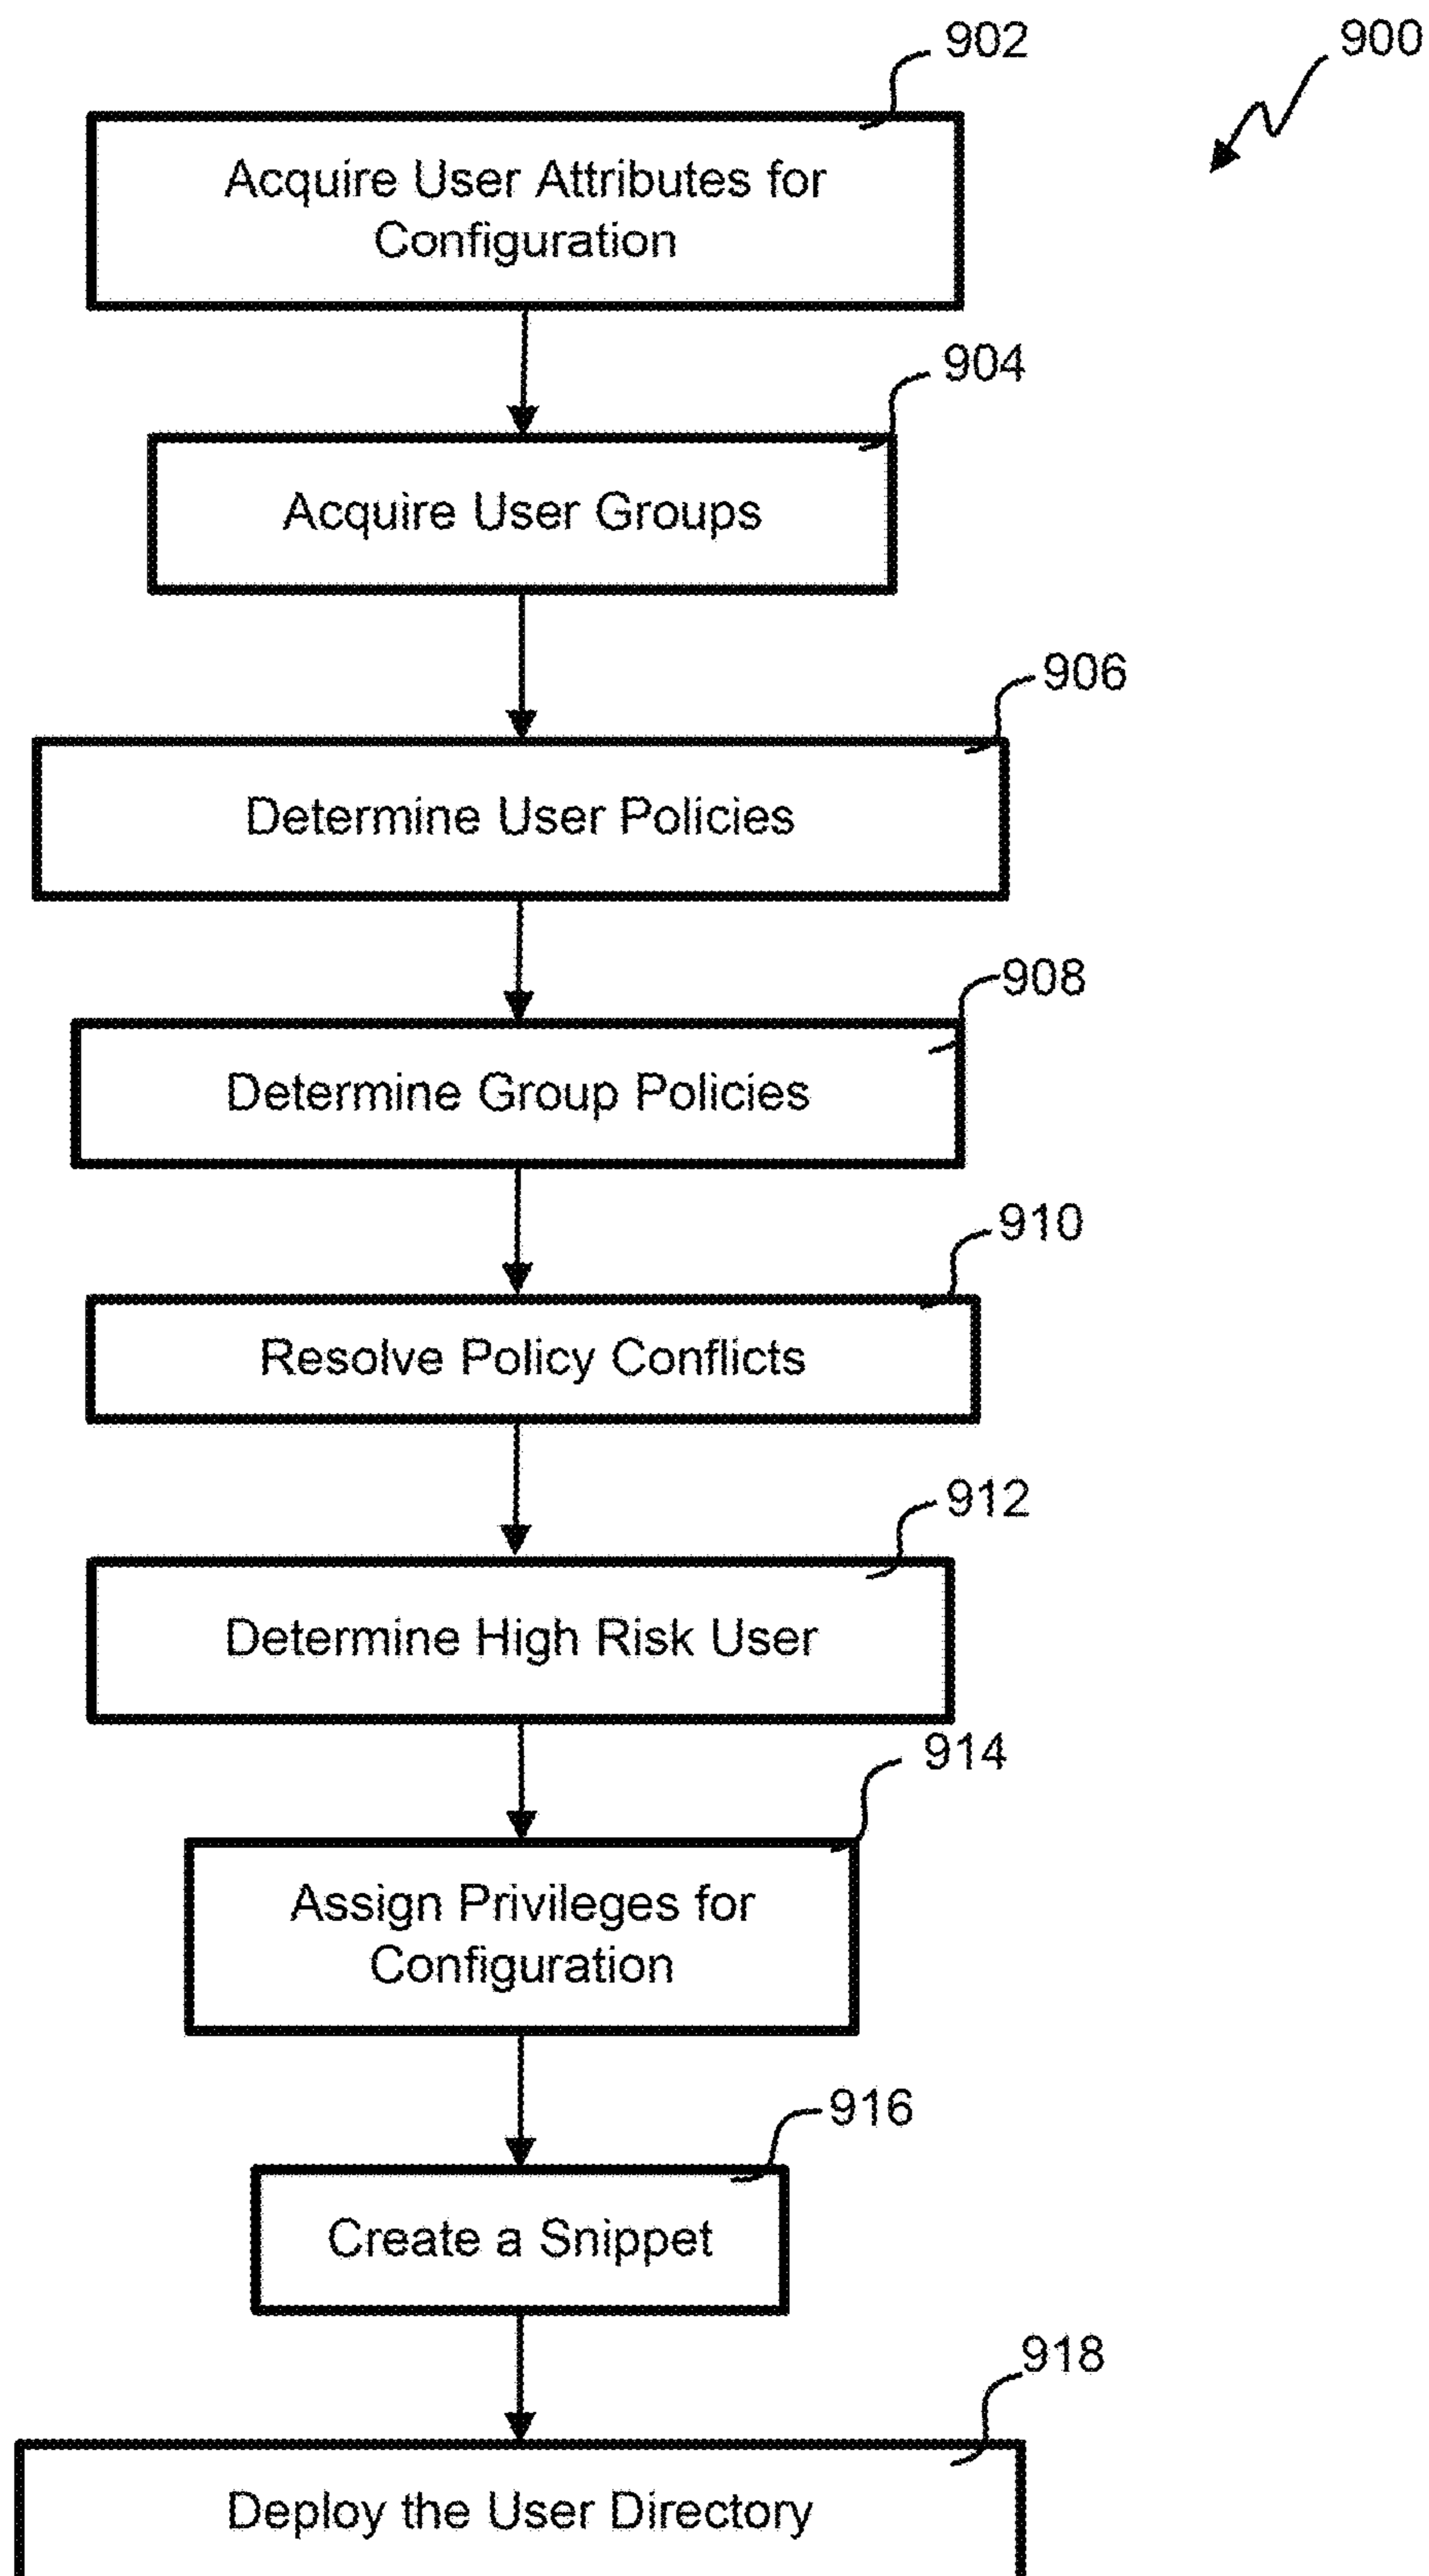 902
900
Acquire User Attributes for
Configuration
904
Acquire User Groups
906
Determine User Policies
908
Determine Group Policies
910
Resolve Policy Conflicts
912
Determine High Risk User
914
Assign Privileges for
Configuration
916
Create a Snippet
918
Deploy the User Directory